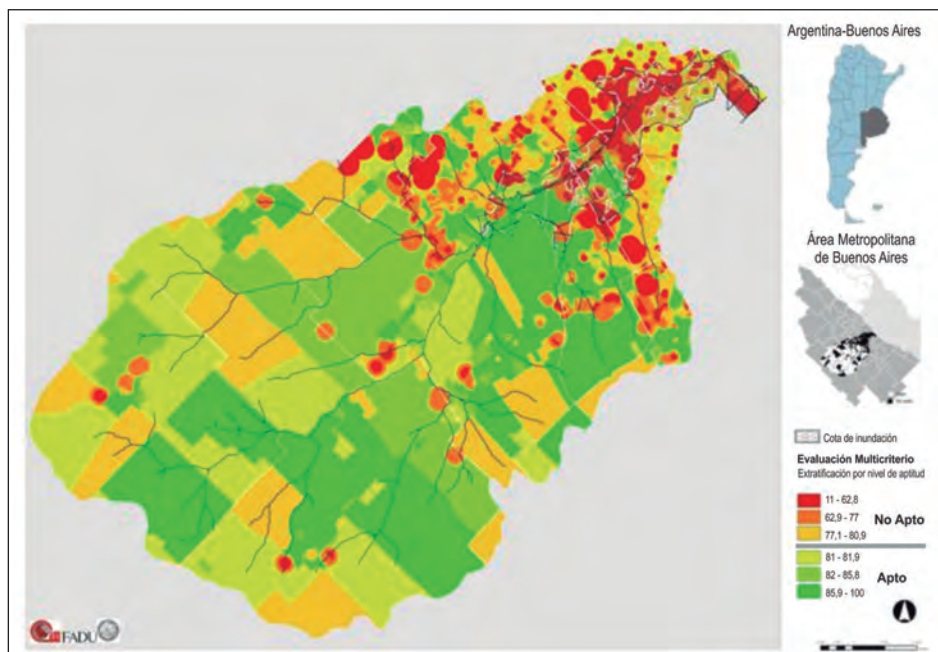 Argentina-Buenos Aires
Área Metropolitana
de Buenos Aires
Cota de inundación
Evaluación Multicriterio
Extratificación por nivel de aptitud
11 - 62,8
62,9 - 77
No Apto
77,1 - 80,9
81 - 81,9
82 - 85,8
Apto
85,9 - 100
FADU